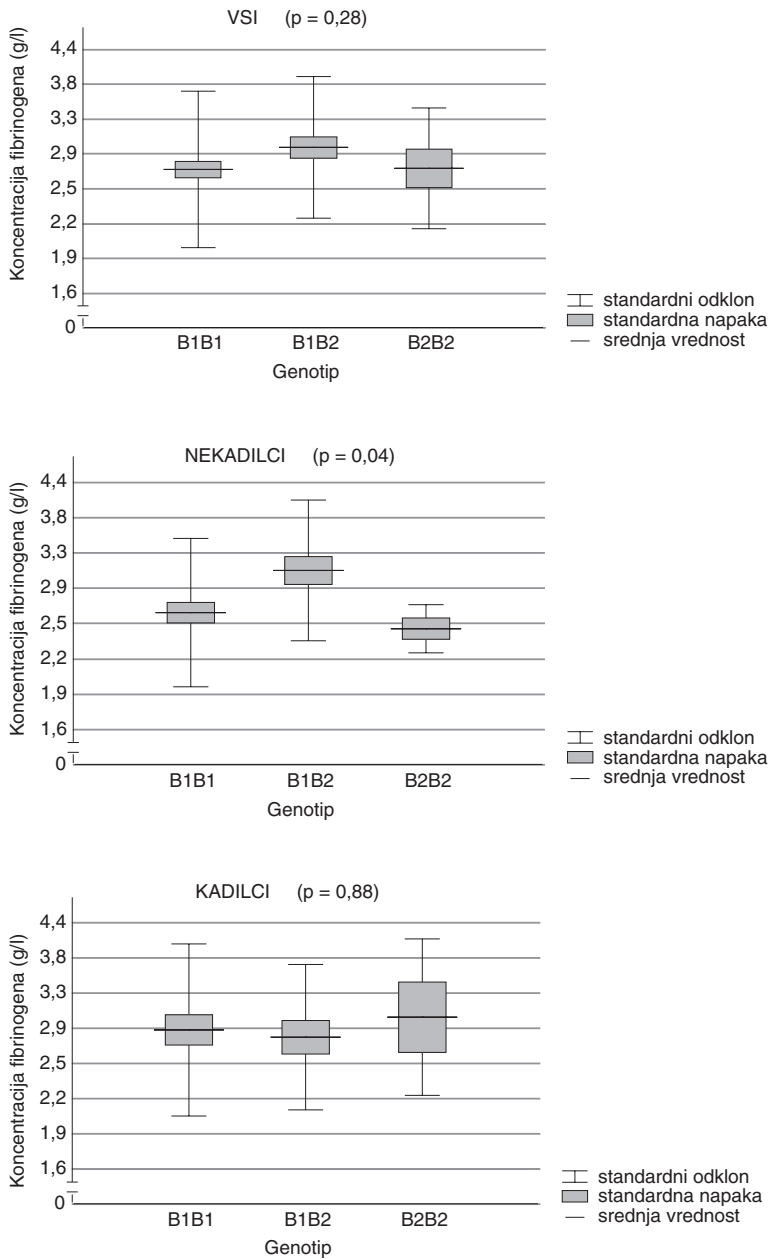 VSI (p = 0,28)
Koncentracija fibrinogena (g/l)
4,4
3,8
3,3
2,9
2,5
2,2
1,9
1,6
0
B1B1 B1B2 B2B2
Genotip
standardni odklon
standardna napaka
srednja vrednost
NEKADILCI (p = 0,04)
Koncentracija fibrinogena (g/l)
4,4
3,8
3,3
2,9
2,5
2,2
1,9
1,6
0
B1B1 B1B2 B2B2
Genotip
standardni odklon
standardna napaka
srednja vrednost
KADILCI (p = 0,88)
Koncentracija fibrinogena (g/l)
4,4
3,8
3,3
2,9
2,5
2,2
1,9
1,6
0
B1B1 B1B2 B2B2
Genotip
standardni odklon
standardna napaka
srednja vrednost